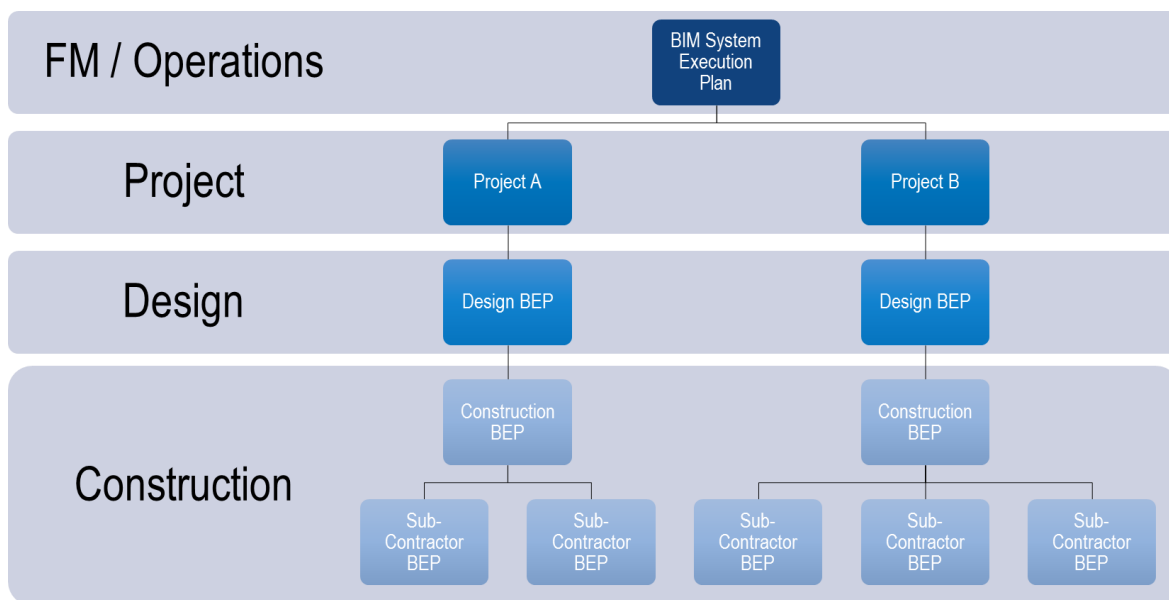 FM / Operations
BIM System
Execution
Plan
Project
Project A
Project B
Design
Design BEP
Design BEP
Construction
Construction
BEP
Construction
BEP
Sub-
Contractor
BEP
Sub-
Contractor
BEP
Sub-
Contractor
BEP
Sub-
Contractor
BEP
Sub-
Contractor
BEP